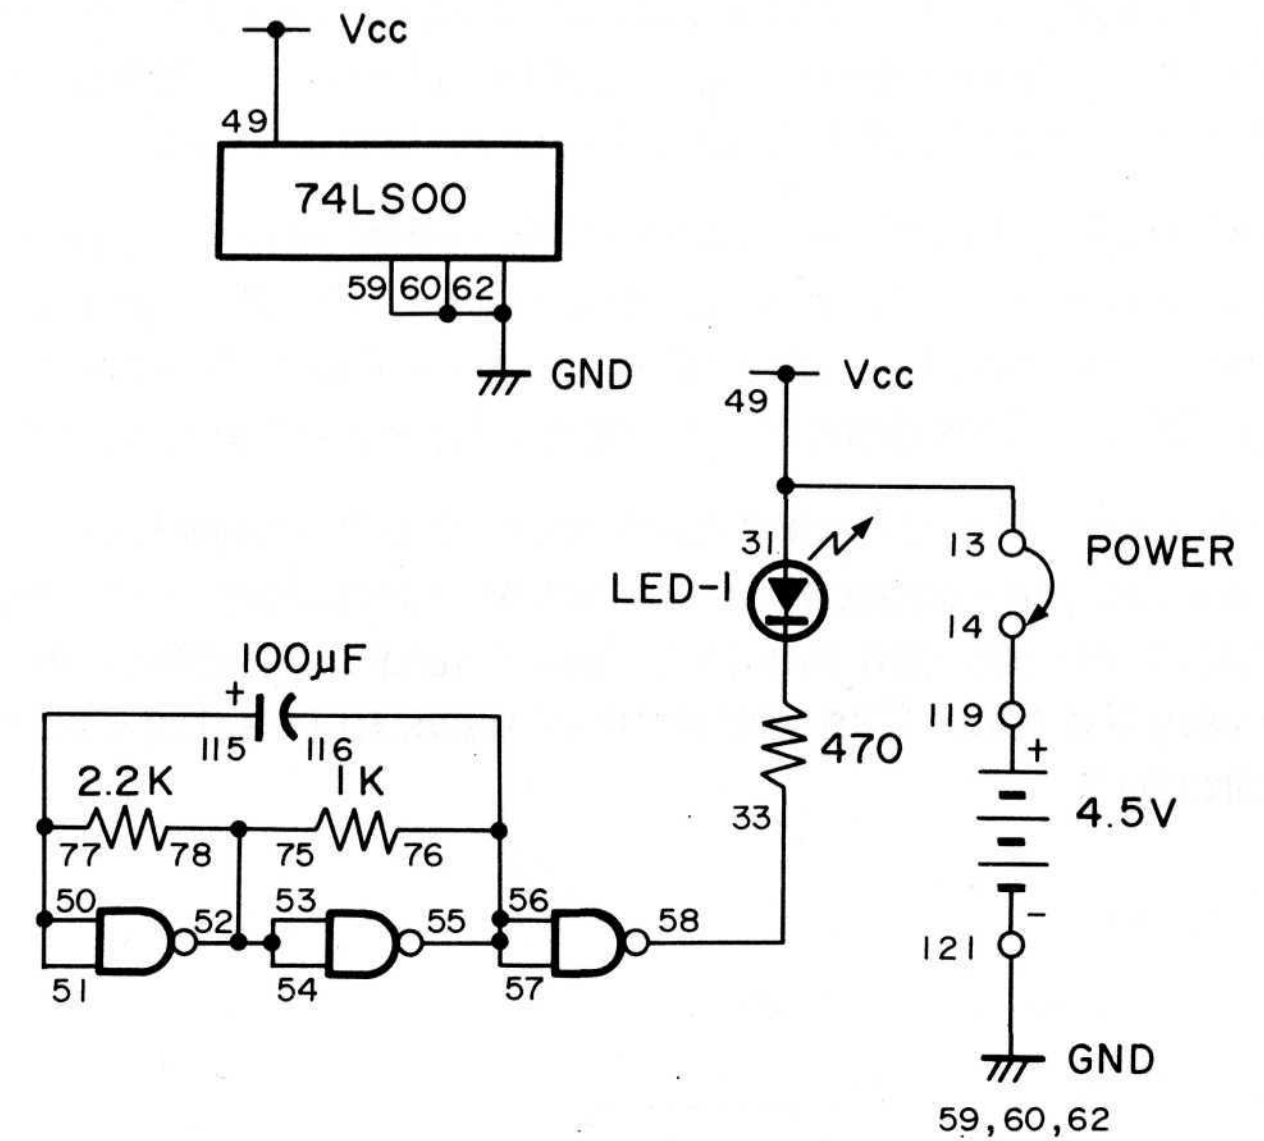 Vcc
49
74LS00
59 60 62
GND
Vcc
49
31
13 POWER
LED-1
14
100µF
+
119
115 116
+
470
2.2K 1K
4.5V
33
77 78 75 76
50 53 56
52 55 58
−
121
51 54 57
GND
59,60,62